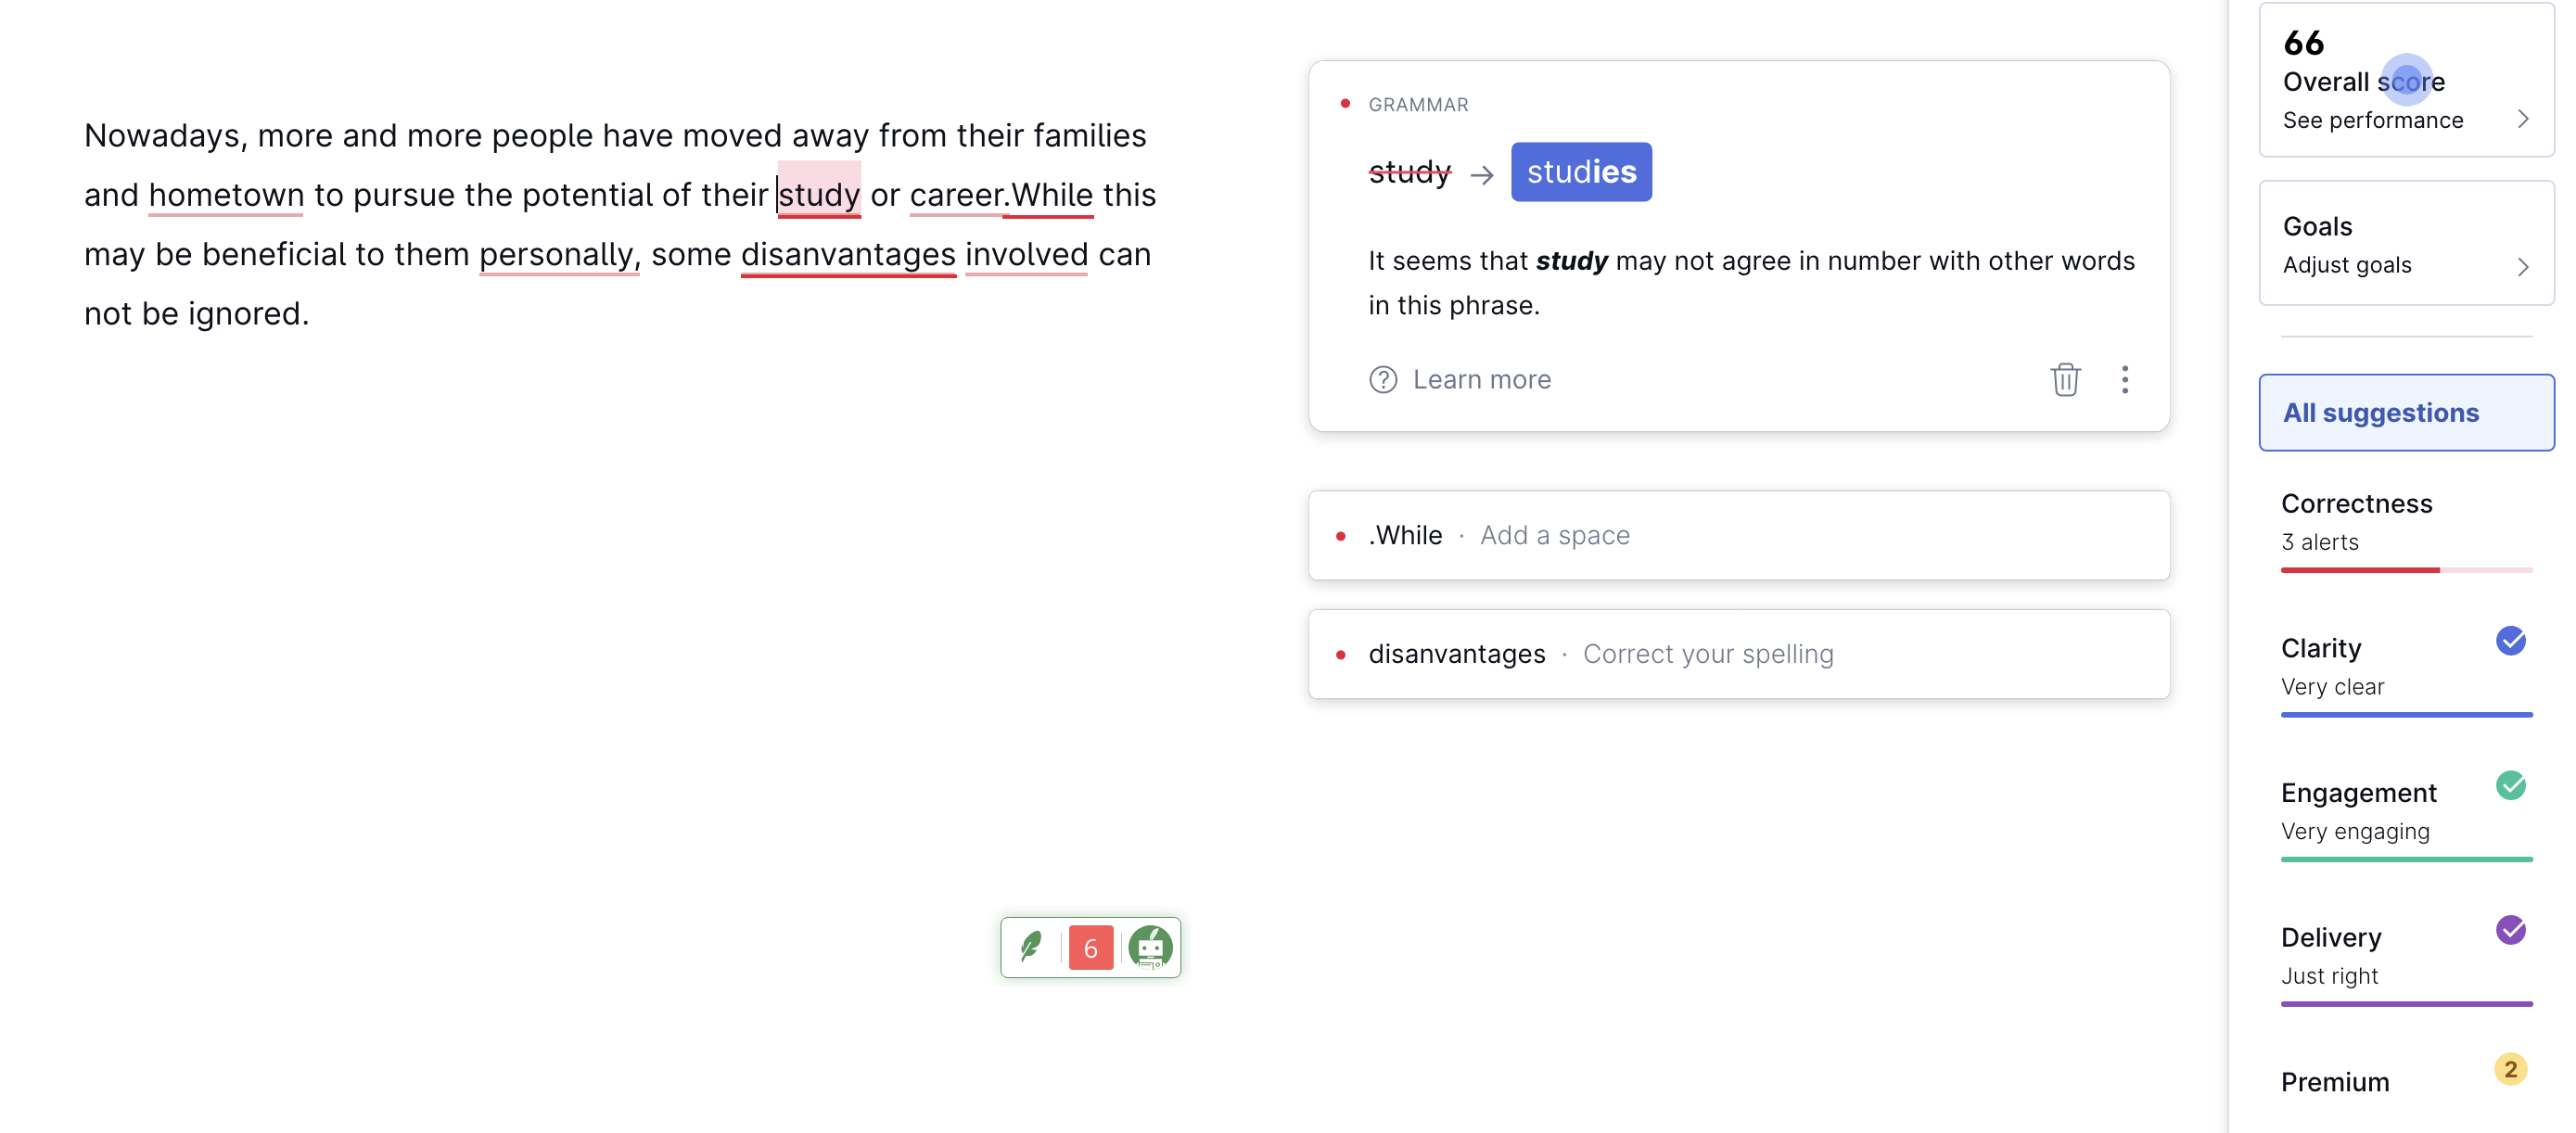 Nowadays, more and more people have moved away from their families
and hometown to pursue the potential of their study or career.While this
may be beneficial to them personally, some disanvantages involved can
not be ignored.
6
GRAMMAR
study → studies
It seems that study may not agree in number with other words
in this phrase.
Learn more
.While · Add a space
disanvantages · Correct your spelling
66
Overall score
See performance
Goals
Adjust goals
All suggestions
Correctness
3 alerts
Clarity
Very clear
Engagement
Very engaging
Delivery
Just right
Premium 2